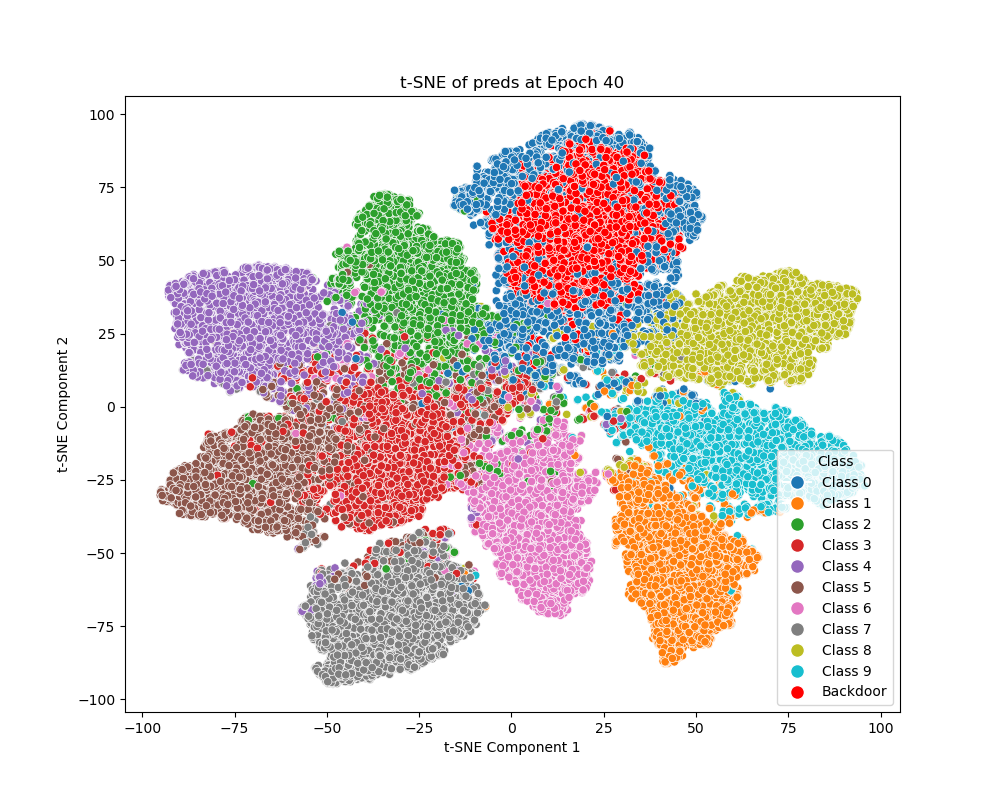 t-SNE of preds at Epoch 40
100
75
50
25
0
−25
−50
−75
−100
t-SNE Component 2
−100
−75
−50
−25
0
25
50
75
100
t-SNE Component 1
Class
Class 0
Class 1
Class 2
Class 3
Class 4
Class 5
Class 6
Class 7
Class 8
Class 9
Backdoor